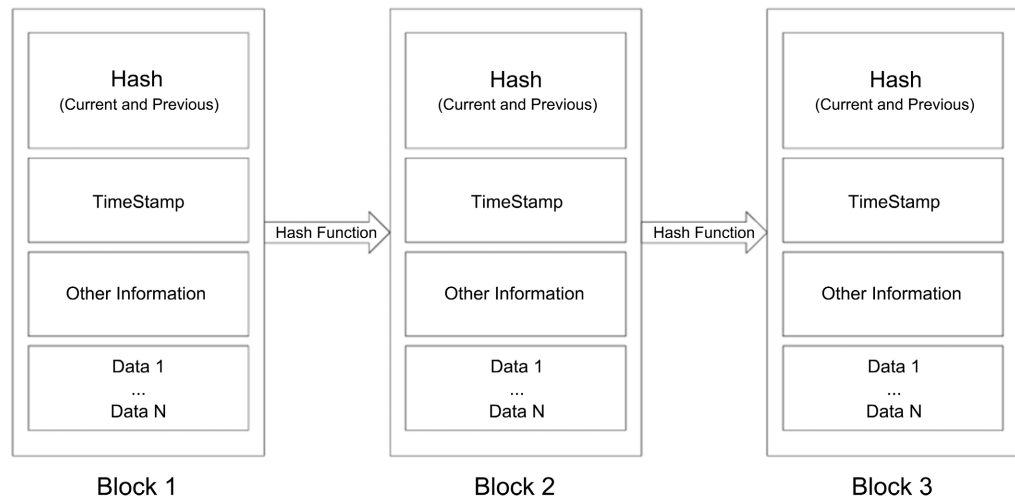 Hash
(Current and Previous)
TimeStamp
Other Information
Data 1
...
Data N
Block 1
Hash Function
Hash
(Current and Previous)
TimeStamp
Other Information
Data 1
...
Data N
Block 2
Hash Function
Hash
(Current and Previous)
TimeStamp
Other Information
Data 1
...
Data N
Block 3